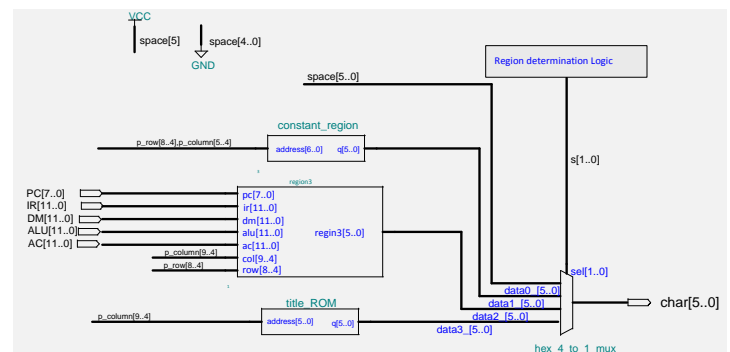 VCC
space[5]
space[4..0]
GND
Region determination Logic
space[5..0]
constant_region
p_row[8..4],p_column[5..4]
address[6..0]
q[5..0]
s[1..0]
region3
PC[7..0]
IR[11..0]
DM[11..0]
ALU[11..0]
AC[11..0]
pc[7..0]
ir[11..0]
dm[11..0]
alu[11..0]
ac[11..0]
col[9..4]
row[8..4]
regin3[5..0]
p_column[9..4]
p_row[8..4]
sel[1..0]
data0_[5..0]
data1_[5..0]
data2_[5..0]
data3_[5..0]
char[5..0]
title_ROM
p_column[9..4]
address[5..0]
q[5..0]
hex_4_to_1_mux